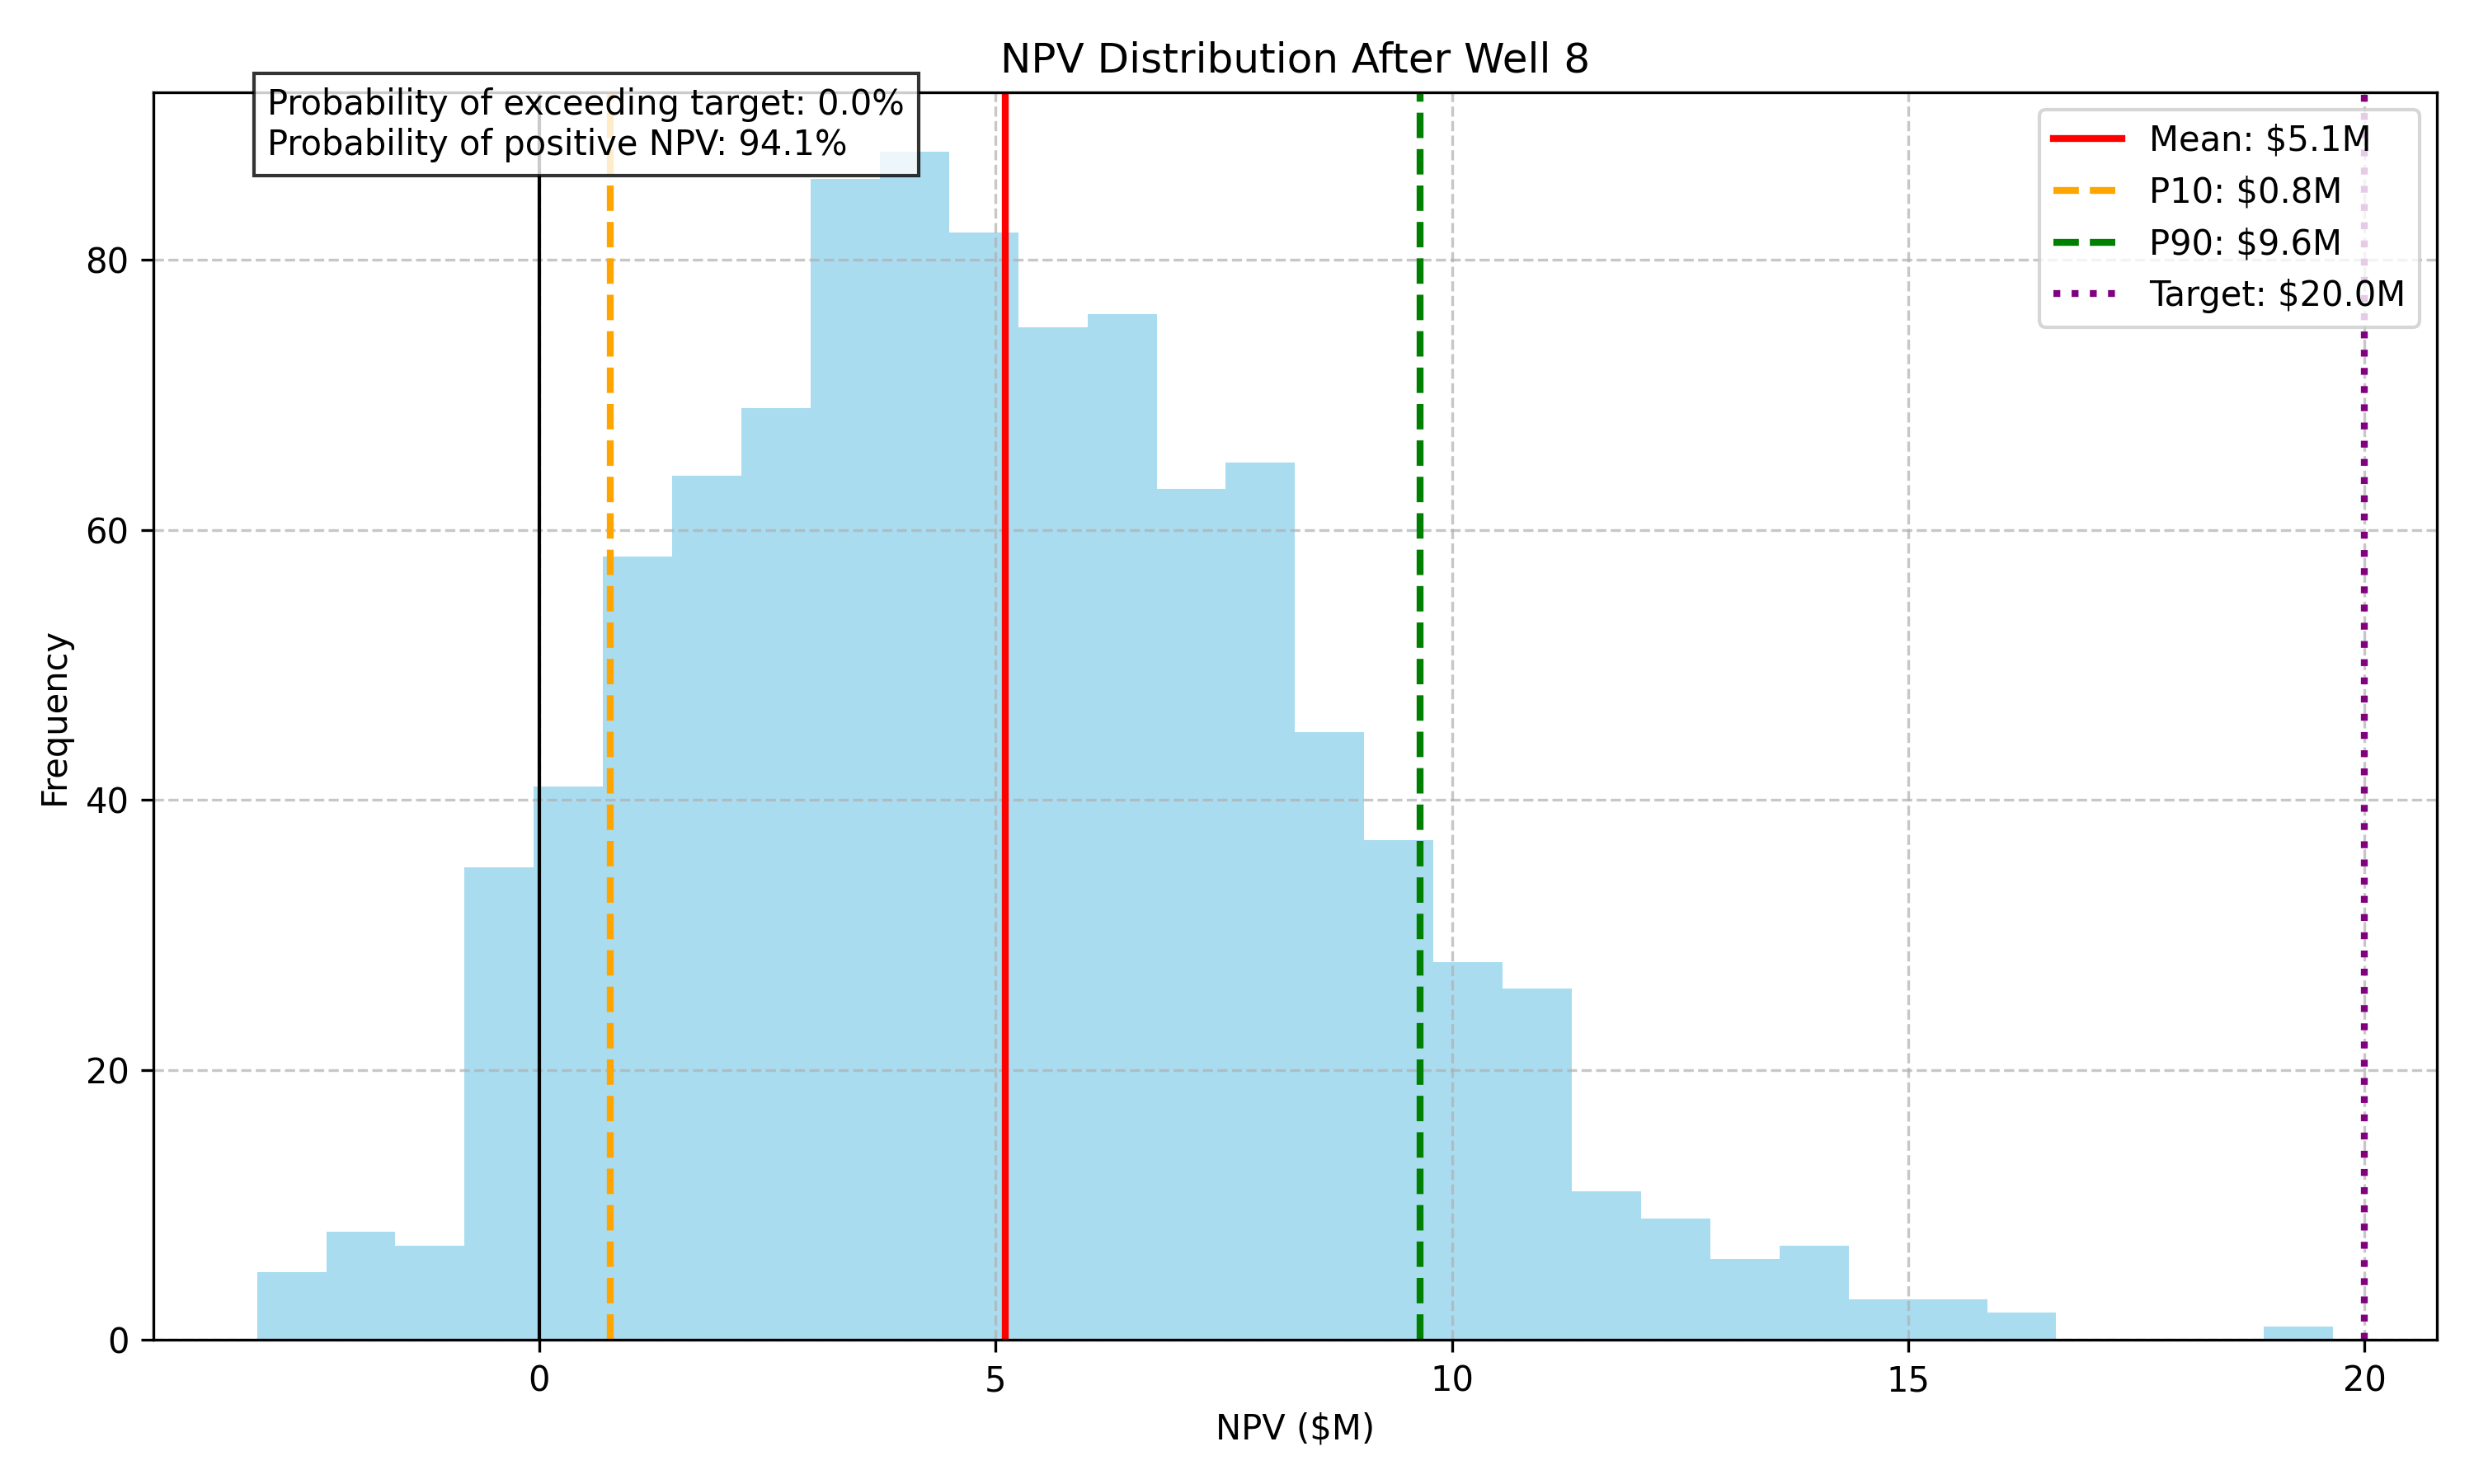 NPV Distribution After Well 8
Probability of exceeding target: 0.0%
Probability of positive NPV: 94.1%
Mean: $5.1M
P10: $0.8M
P90: $9.6M
Target: $20.0M
Frequency
80
60
40
20
0
0 5 10 15 20
NPV ($M)